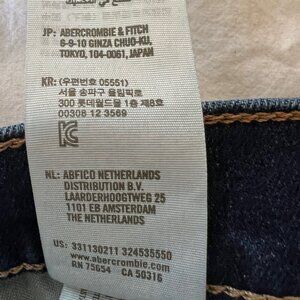 JP: ABERCROMBIE & FITCH
6-9-10 GINZA CHUO-KU,
TOKYO, 104-0061, JAPAN
KR: (우편번호 05551)
서울 송파구 올림픽로
300 롯데월드몰 1층 제8호
00308 12 3569
NL: ABFICO NETHERLANDS
DISTRIBUTION B.V.
LAARDERHOOGTWEG 25
1101 EB AMSTERDAM
THE NETHERLANDS
US: 331130211 324535550
www.abercrombie.com
RN 75654 CA 50316